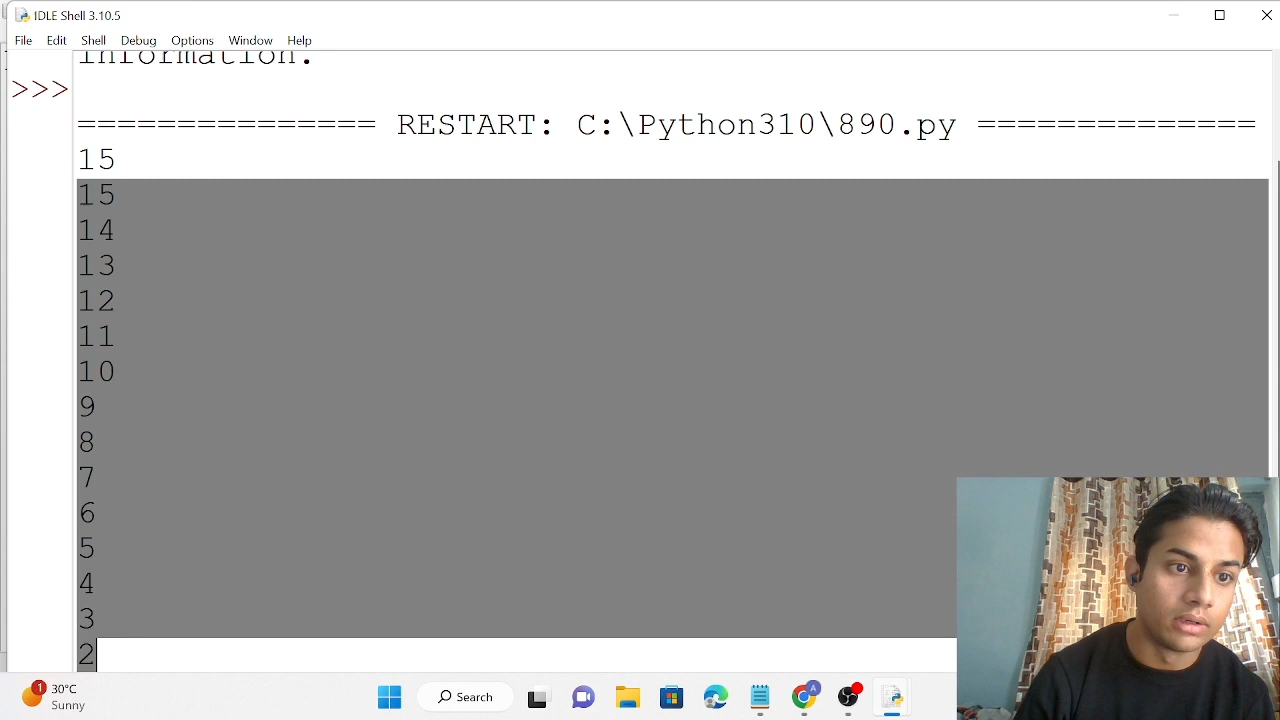 IDLE Shell 3.10.5
File Edit Shell Debug Options Window Help
information.
>>>
=============== RESTART: C:\Python310\890.py ==============
15
15
14
13
12
11
10
9
8
7
6
5
4
3
2
1
30°C
Sunny
Search
A